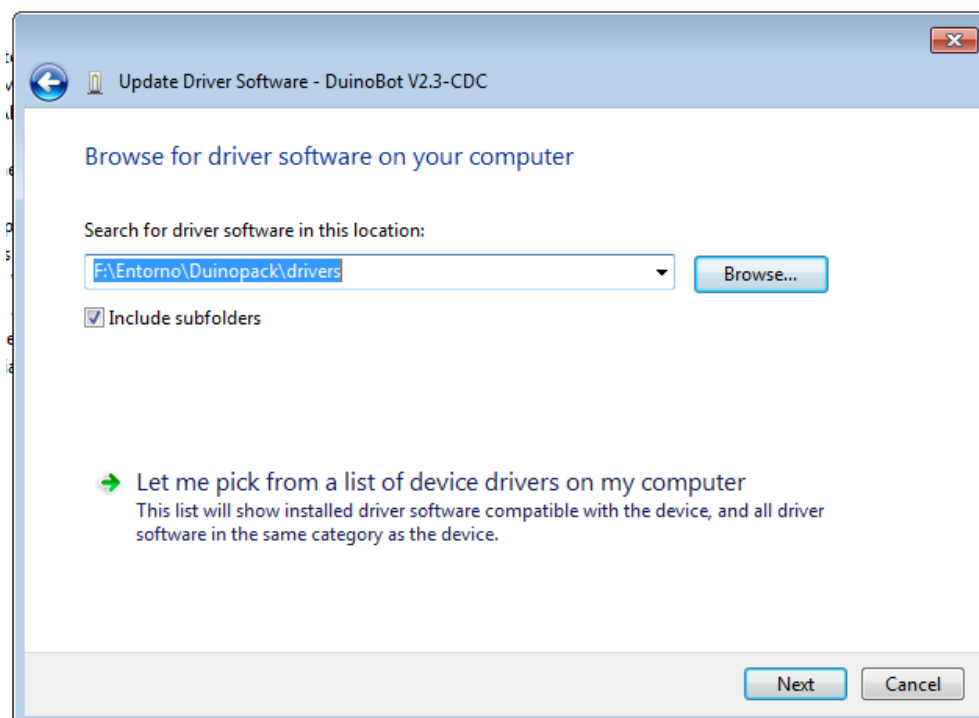 Update Driver Software - DuinoBot V2.3-CDC
Browse for driver software on your computer
Search for driver software in this location:
F:\Entorno\Duinopack\drivers
Browse...
Include subfolders
Let me pick from a list of device drivers on my computer
This list will show installed driver software compatible with the device, and all driver
software in the same category as the device.
Next
Cancel